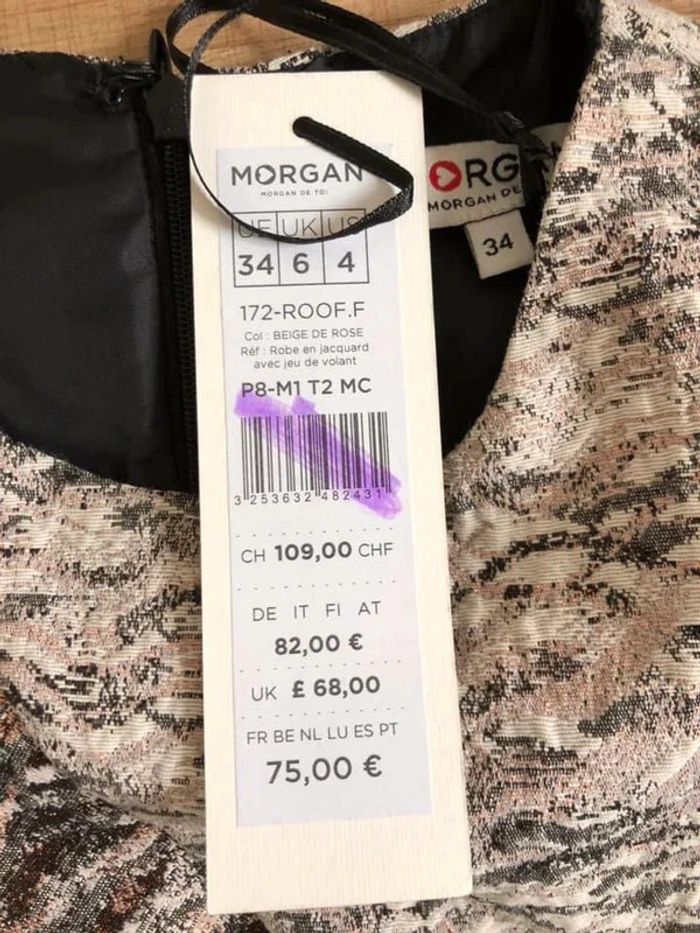 MORGAN
MORGAN DE TOI
UE UK US
34 6 4
172-ROOF.F
Col : BEIGE DE ROSE
Réf : Robe en jacquard
avec jeu de volant
P8-M1 T2 MC
3 253632 482431
CH 109,00 CHF
DE IT FI AT
82,00 €
UK £ 68,00
FR BE NL LU ES PT
75,00 €
ORG
MORGAN DE
34